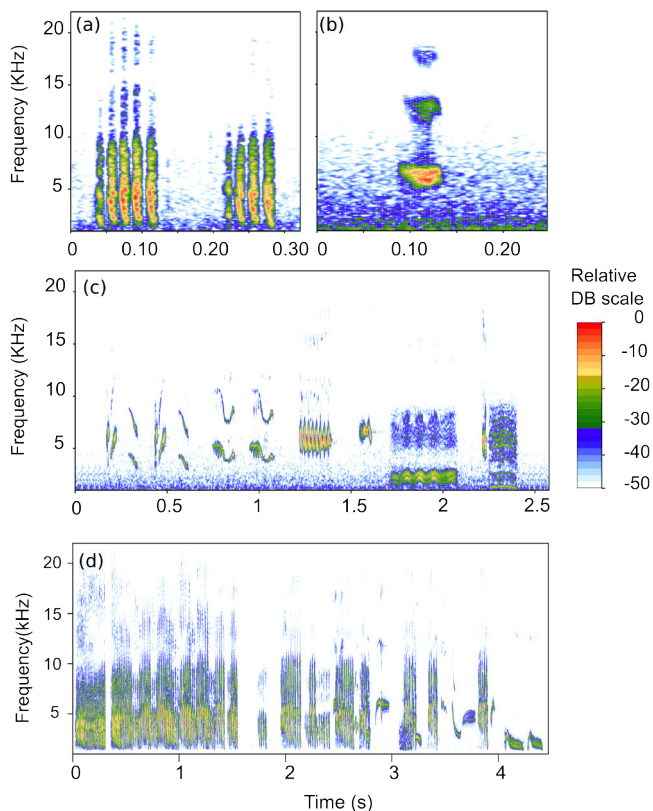 (a)
(b)
Frequency (KHz)
20
15
10
5
0 0.10 0.20 0.30
0.10 0.20
(c)
Frequency (KHz)
20
15
10
5
0 0.5 1 1.5 2 2.5
Relative
DB scale
0
-10
-20
-30
-40
-50
(d)
Frequency(kHz)
20
15
10
5
0 1 2 3 4
Time (s)